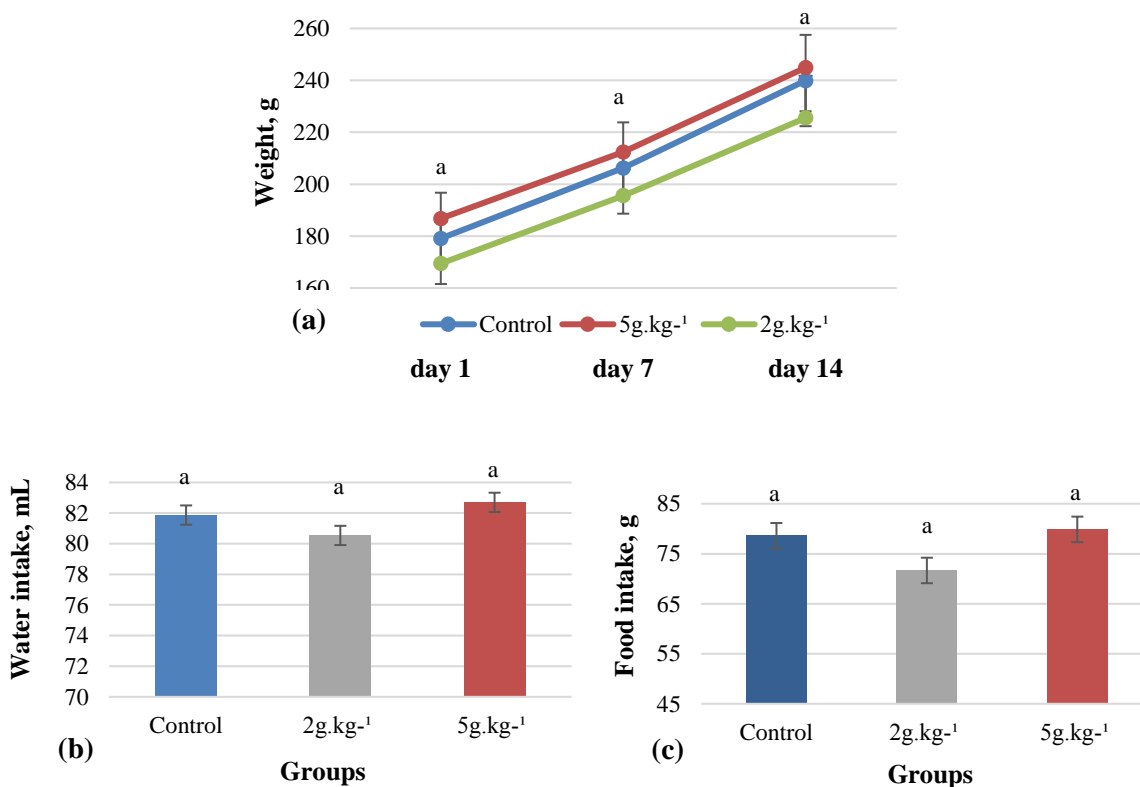 260
240
220
200
180
160
Weight, g
a
a
a
(a)
Control
5g.kg-¹
2g.kg-¹
day 1
day 7
day 14
84
82
80
78
76
74
72
70
Water intake, mL
a
a
a
Control
2g.kg-¹
5g.kg-¹
(b)
Groups
85
75
65
55
45
Food intake, g
a
a
a
Control
2g.kg-¹
5g.kg-¹
(c)
Groups